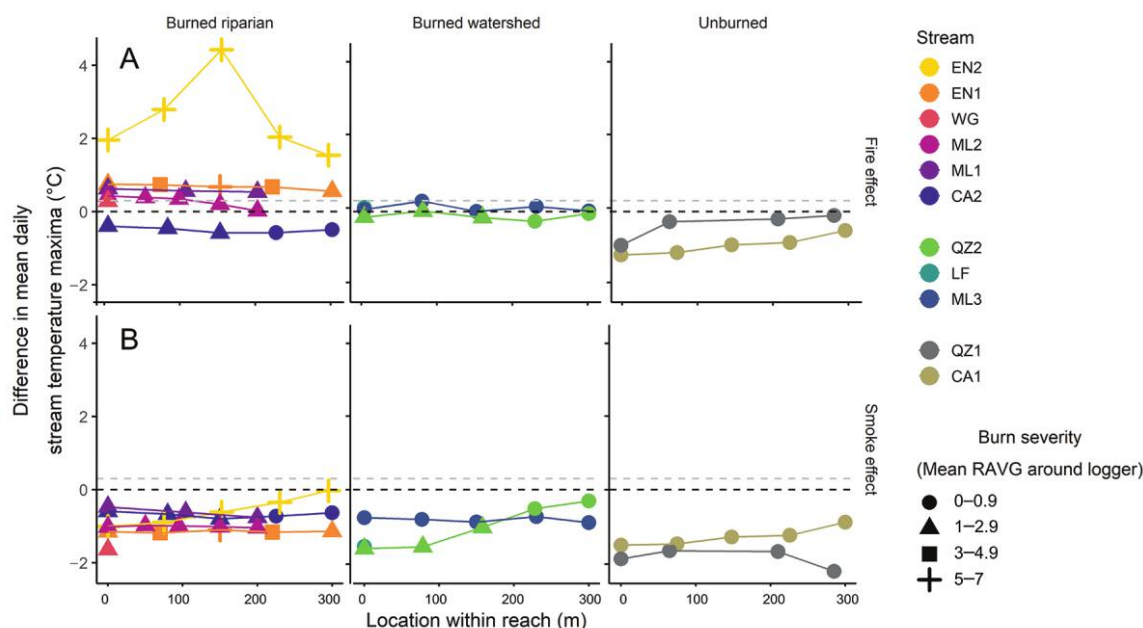 Burned riparian
Burned watershed
Unburned
A
4
2
0
−2
Fire effect
B
4
2
0
−2
Smoke effect
0
100
200
300
0
100
200
300
0
100
200
300
Location within reach (m)
Difference in mean daily
stream temperature maxima (°C)
Stream
EN2
EN1
WG
ML2
ML1
CA2
QZ2
LF
ML3
QZ1
CA1
Burn severity
(Mean RAVG around logger)
0–0.9
1–2.9
3–4.9
5–7